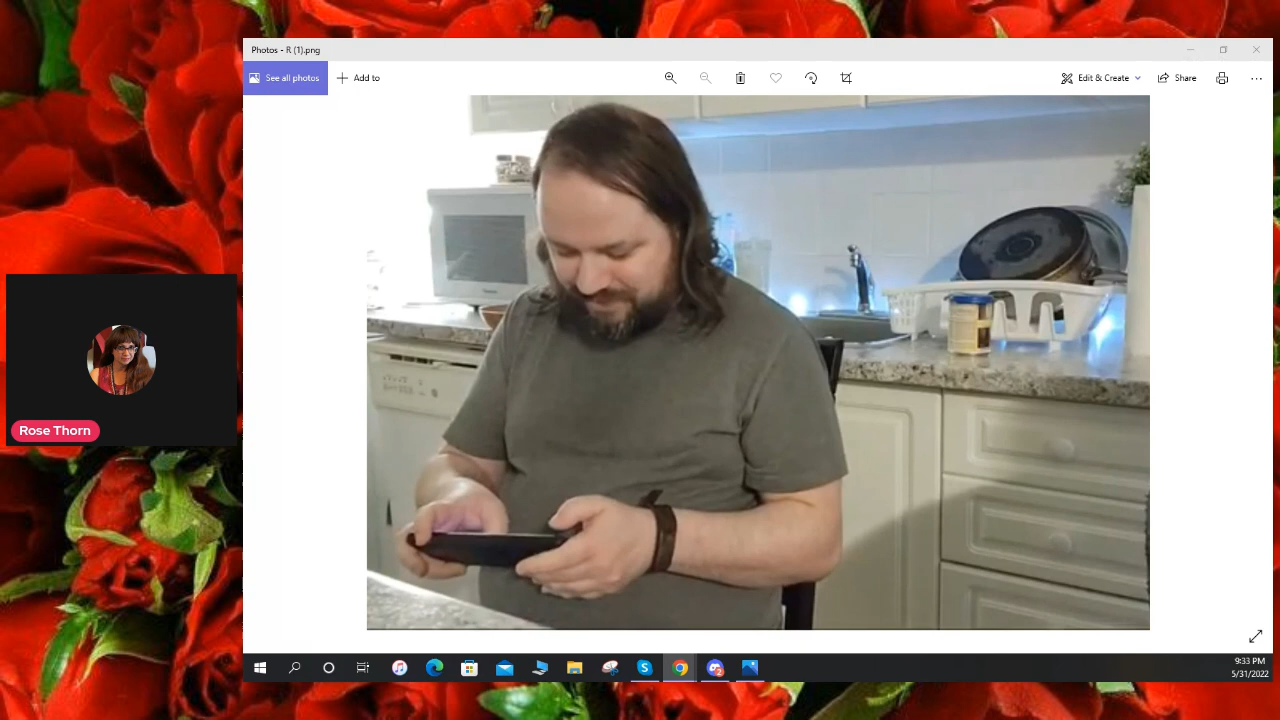 Photos - R (1).png
See all photos
Add to
Edit & Create
Share
Rose Thorn
9:33 PM
5/31/2022